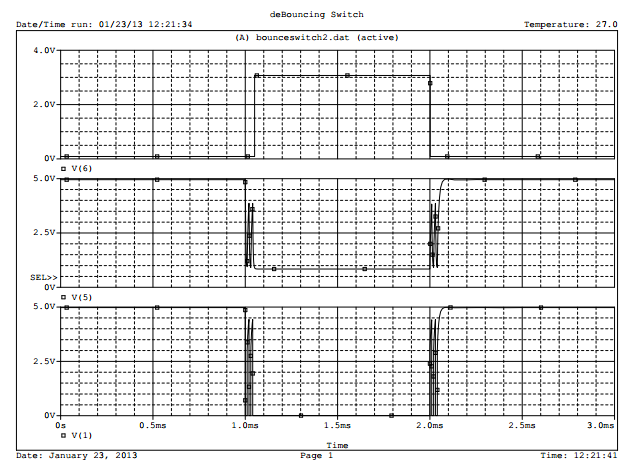 deBouncing Switch
Date/Time run: 01/23/13 12:21:34 Temperature: 27.0
(A) bounceswitch2.dat (active)
4.0V
2.0V
0V
V(6)
5.0V
2.5V
SEL>>
0V
V(5)
5.0V
2.5V
0V
0s 0.5ms 1.0ms 1.5ms 2.0ms 2.5ms 3.0ms
V(1)
Time
Date: January 23, 2013 Page 1 Time: 12:21:41